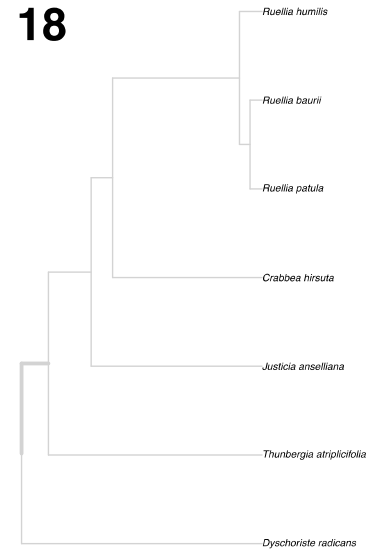 18
Ruellia humilis
Ruellia baurii
Ruellia patula
Crabbea hirsuta
Justicia anselliana
Thunbergia atriplicifolia
Dyschoriste radicans